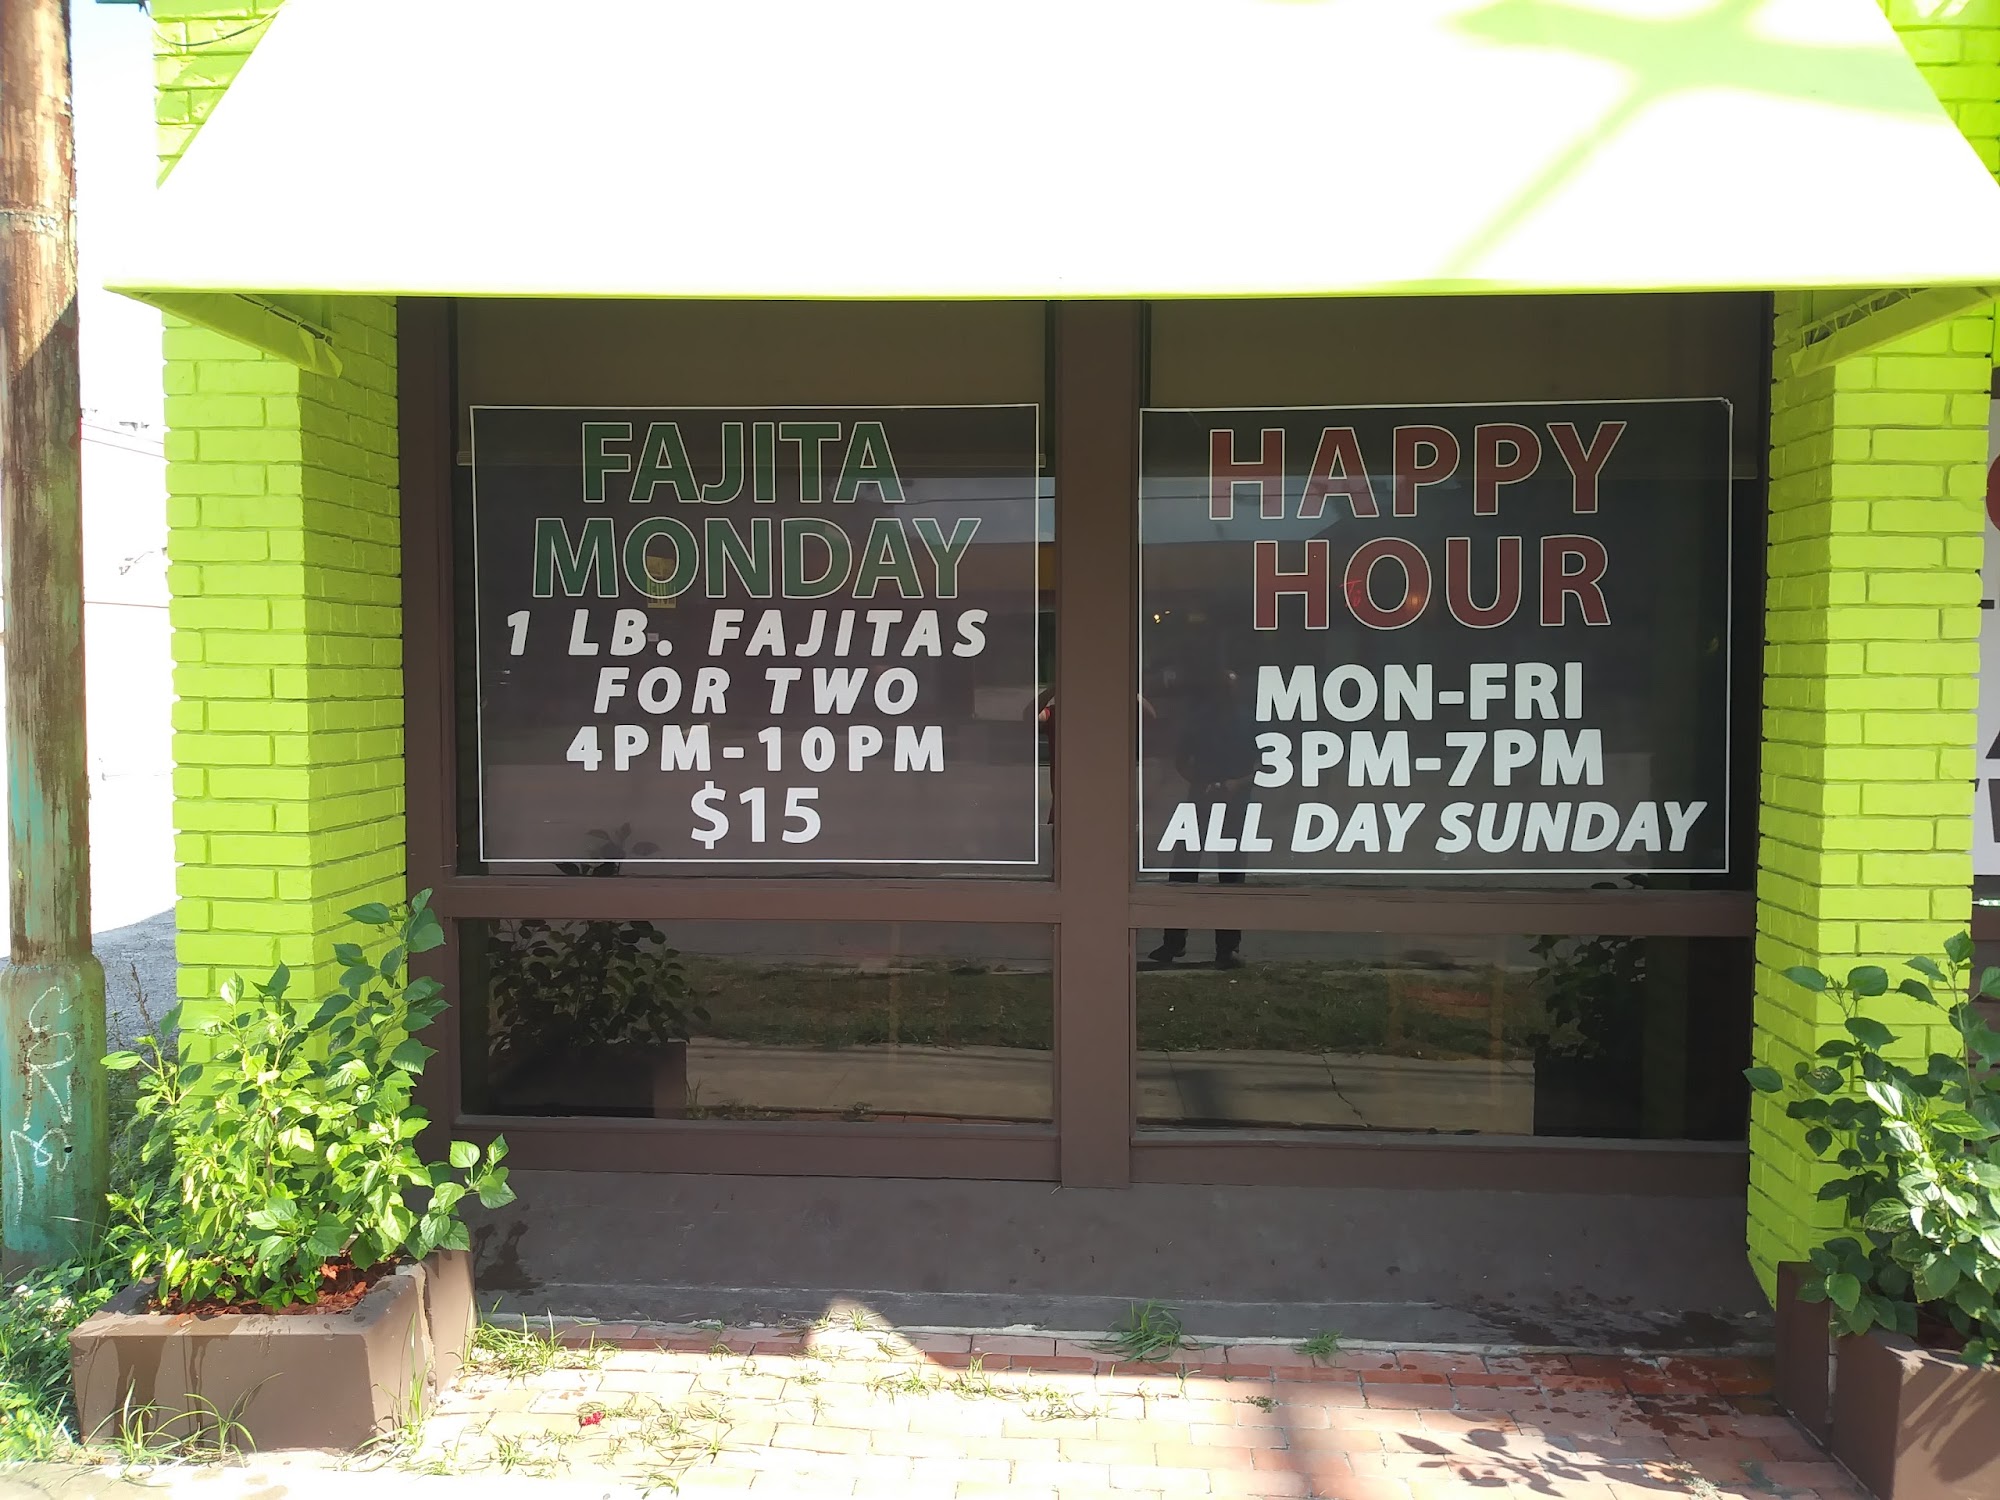 FAJITA
MONDAY
1 LB. FAJITAS
FOR TWO
4PM-10PM
$15
HAPPY
HOUR
MON-FRI
3PM-7PM
ALL DAY SUNDAY